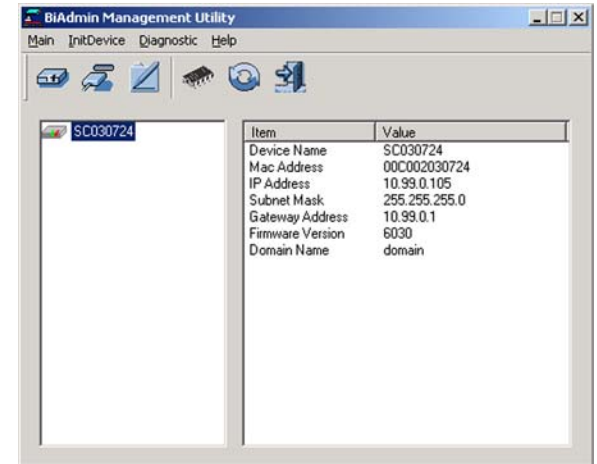 BiAdmin Management Utility
Main InitDevice Diagnostic Help
SC030724
Item Value
Device Name SC030724
Mac Address 00C002030724
IP Address 10.99.0.105
Subnet Mask 255.255.255.0
Gateway Address 10.99.0.1
Firmware Version 6030
Domain Name domain